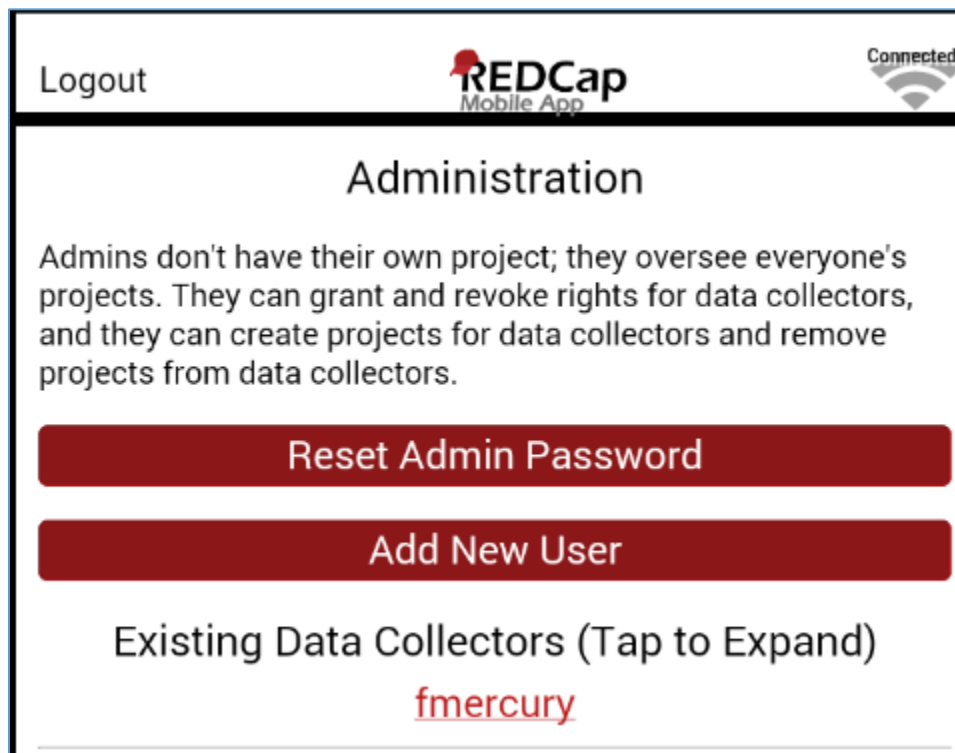 Logout
REDCap
Mobile App
Connected
Administration
Admins don't have their own project; they oversee everyone's
projects. They can grant and revoke rights for data collectors,
and they can create projects for data collectors and remove
projects from data collectors.
Reset Admin Password
Add New User
Existing Data Collectors (Tap to Expand)
fmercury